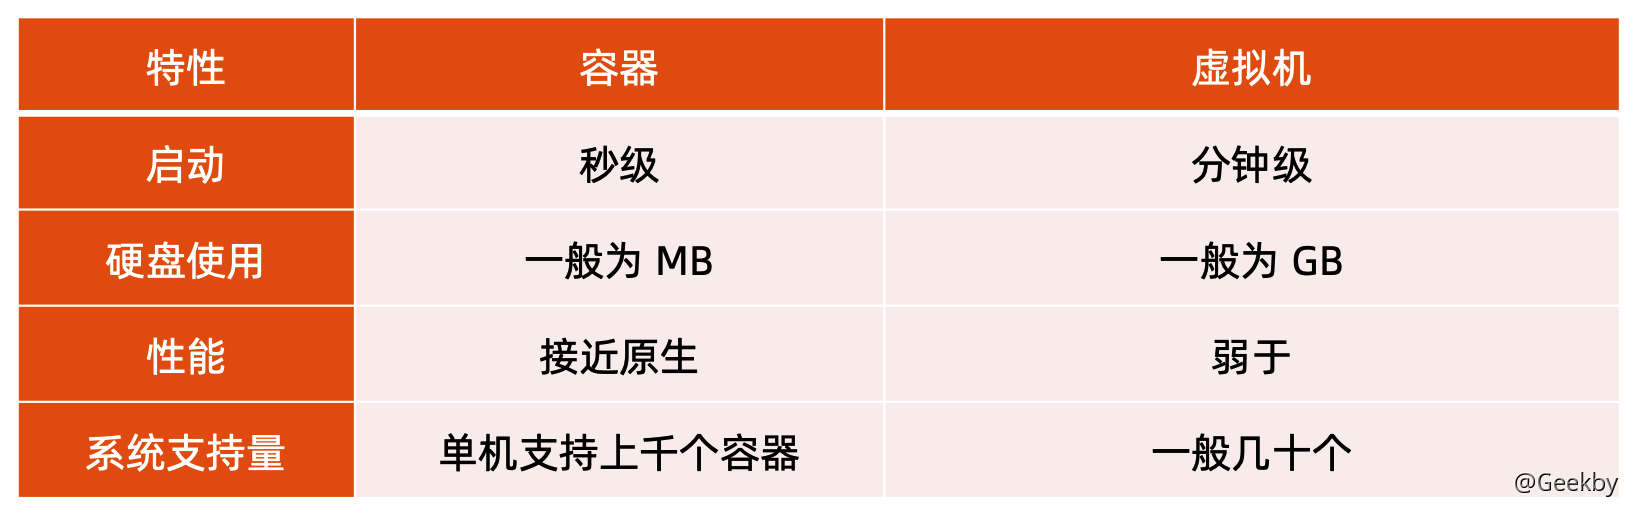 特性 容器 虚拟机
启动 秒级 分钟级
硬盘使用 一般为 MB 一般为 GB
性能 接近原生 弱于
系统支持量 单机支持上千个容器 一般几十个
@Geekby